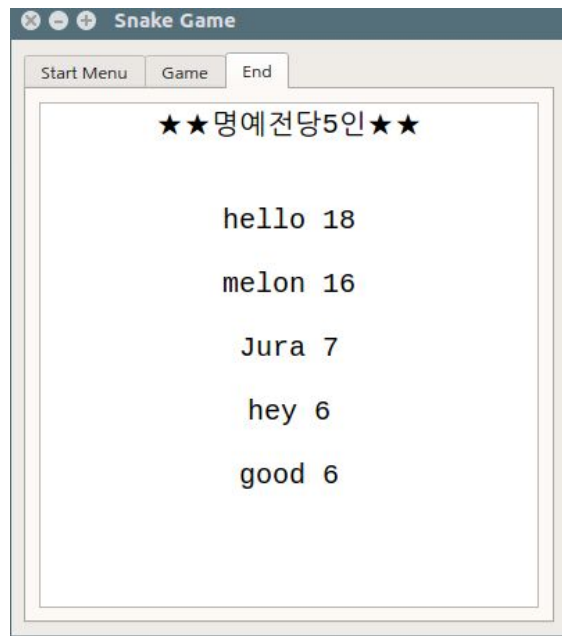 Snake Game
Start Menu Game End
★★명예전당5인★★
hello 18
melon 16
Jura 7
hey 6
good 6